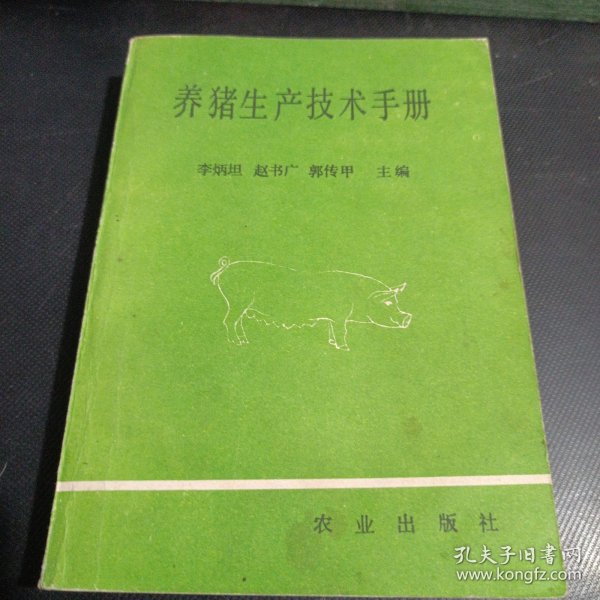 养猪生产技术手册
李炳坦 赵书广 郭传甲 主编
农业出版社
孔夫子旧书网
www.kongfz.com